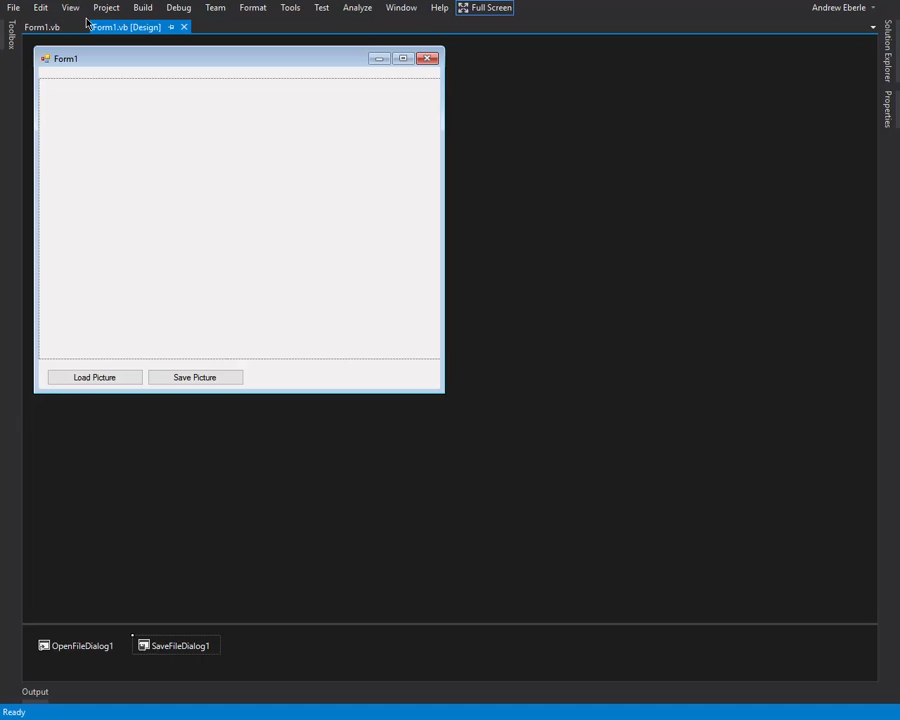 File Edit View Project Build Debug Team Format Tools Test Analyze Window Help Full Screen Andrew Eberle
Form1.vb Form1.vb [Design]
Toolbox
Solution Explorer
Properties
Form1
Load Picture Save Picture
OpenFileDialog1 SaveFileDialog1
Output
Ready